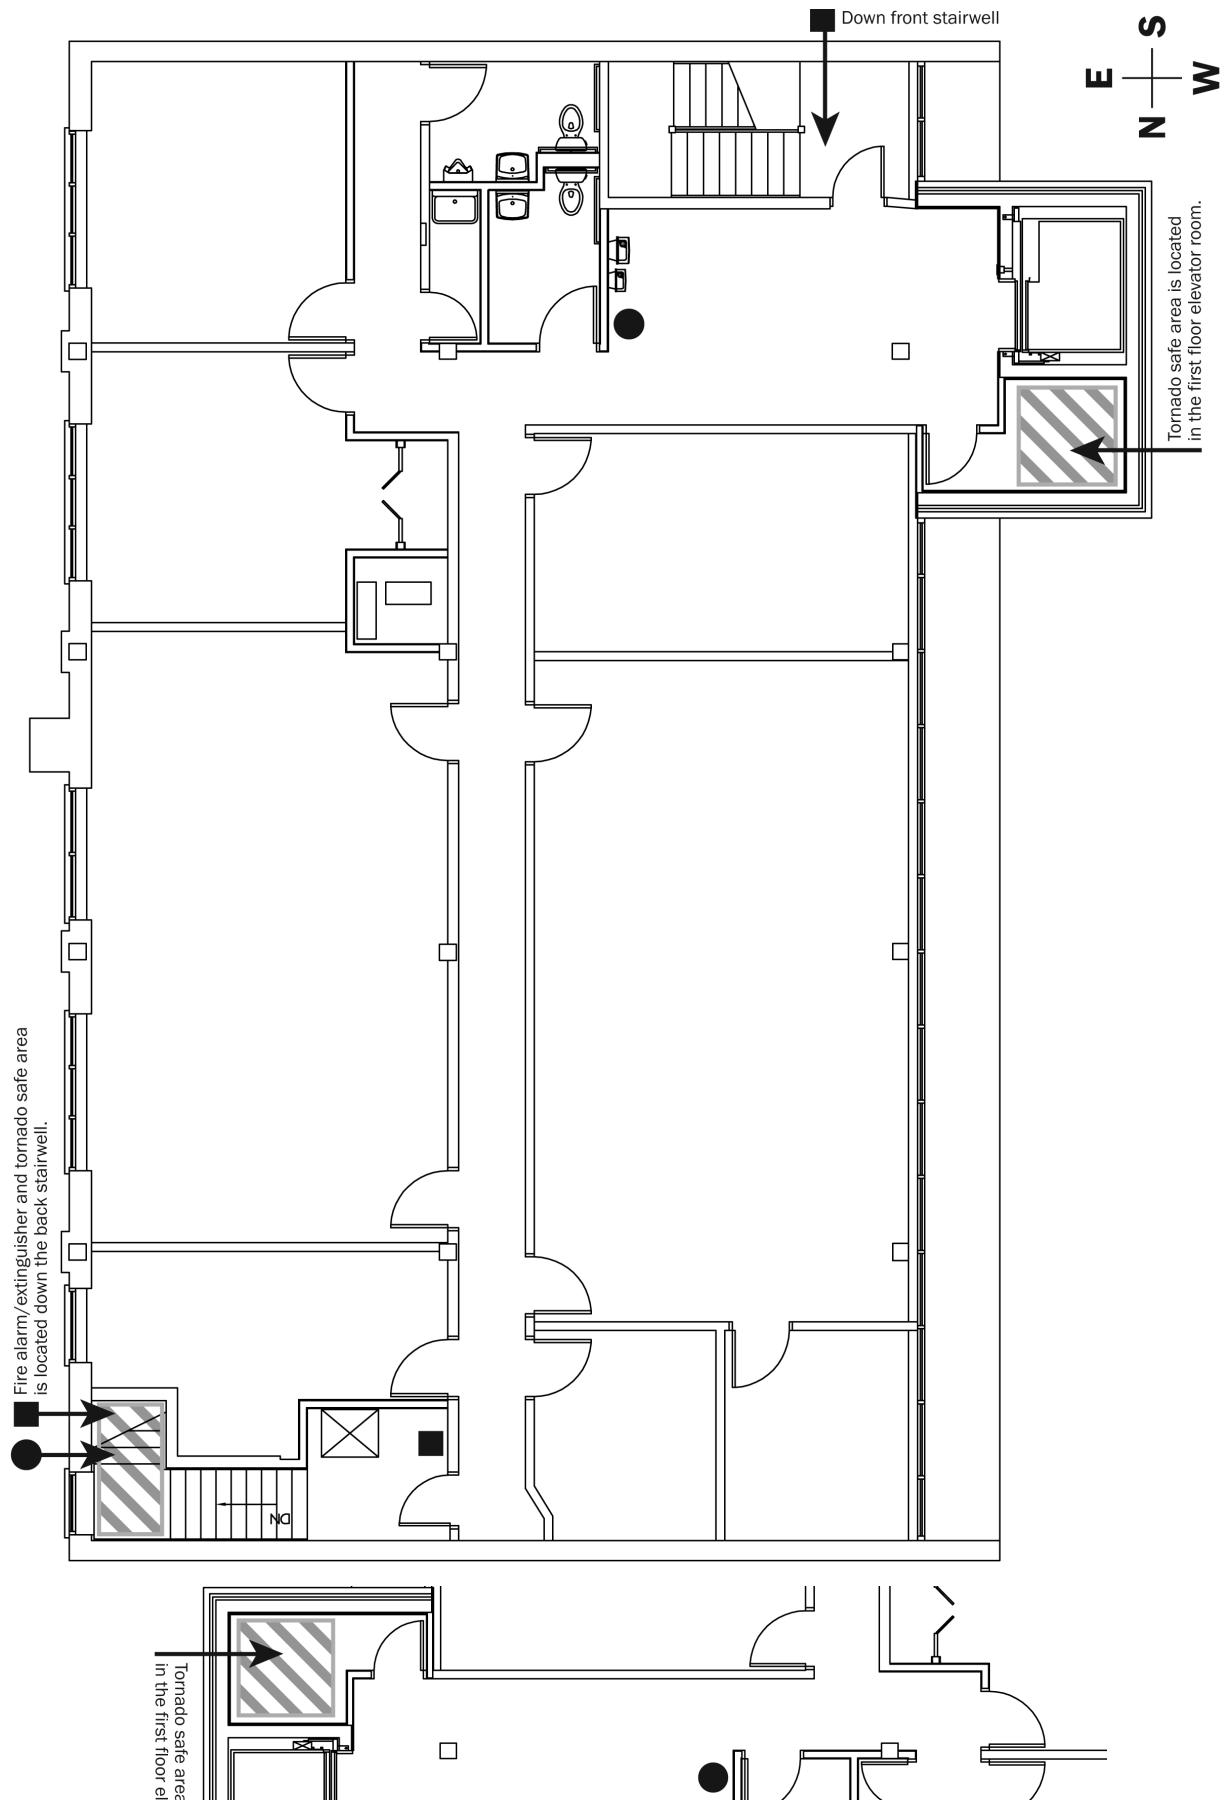 Down front stairwell
S
E
W
N
Tornado safe area is located
in the first floor elevator room.
Fire alarm/extinguisher and tornado safe area
is located down the back stairwell.
DN
Tornado safe area
in the first floor el